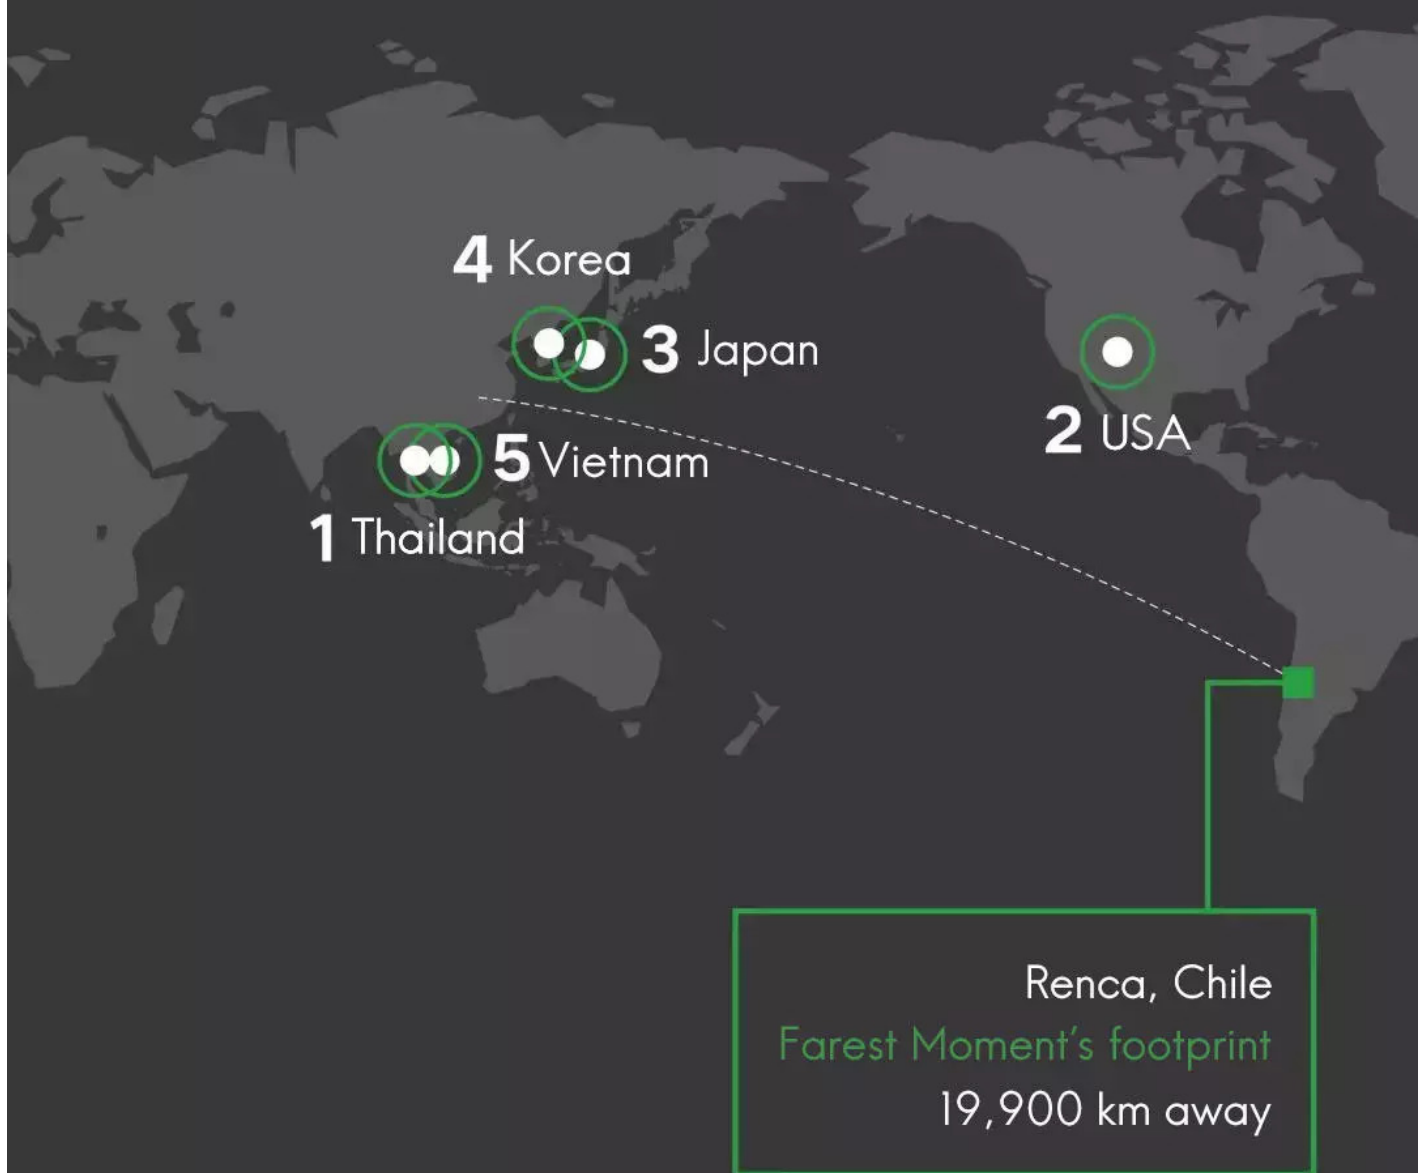 4 Korea
3 Japan
2 USA
5 Vietnam
1 Thailand
Renca, Chile
Farest Moment's footprint
19,900 km away